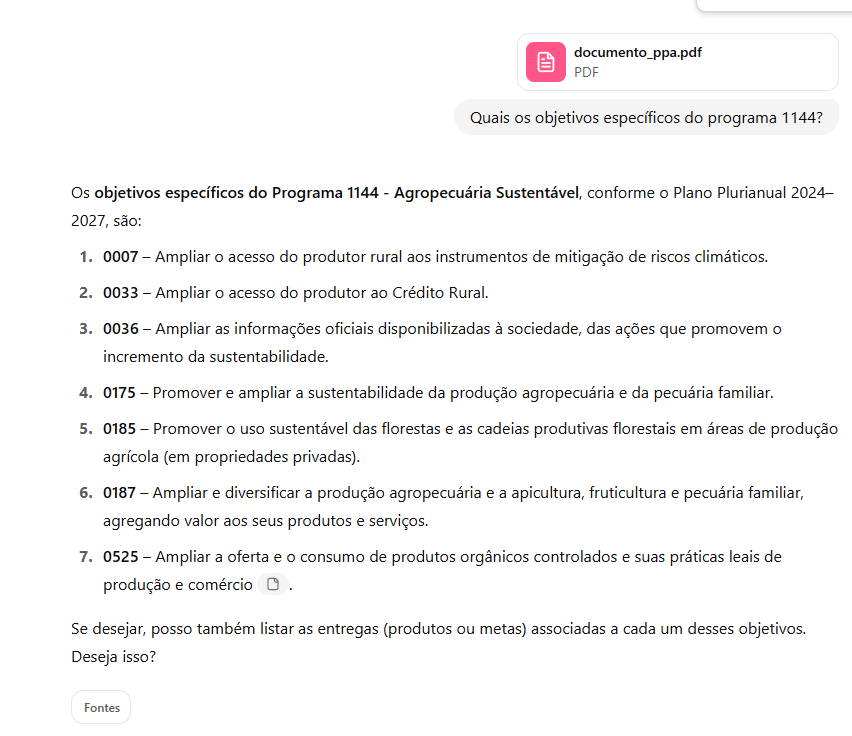 documento_ppa.pdf
PDF
Quais os objetivos específicos do programa 1144?
Os objetivos específicos do Programa 1144 - Agropecuária Sustentável, conforme o Plano Plurianual 2024–
2027, são:
1. 0007 – Ampliar o acesso do produtor rural aos instrumentos de mitigação de riscos climáticos.
2. 0033 – Ampliar o acesso do produtor ao Crédito Rural.
3. 0036 – Ampliar as informações oficiais disponibilizadas à sociedade, das ações que promovem o
incremento da sustentabilidade.
4. 0175 – Promover e ampliar a sustentabilidade da produção agropecuária e da pecuária familiar.
5. 0185 – Promover o uso sustentável das florestas e as cadeias produtivas florestais em áreas de produção
agrícola (em propriedades privadas).
6. 0187 – Ampliar e diversificar a produção agropecuária e a apicultura, fruticultura e pecuária familiar,
agregando valor aos seus produtos e serviços.
7. 0525 – Ampliar a oferta e o consumo de produtos orgânicos controlados e suas práticas leais de
produção e comércio .
Se desejar, posso também listar as entregas (produtos ou metas) associadas a cada um desses objetivos.
Deseja isso?
Fontes